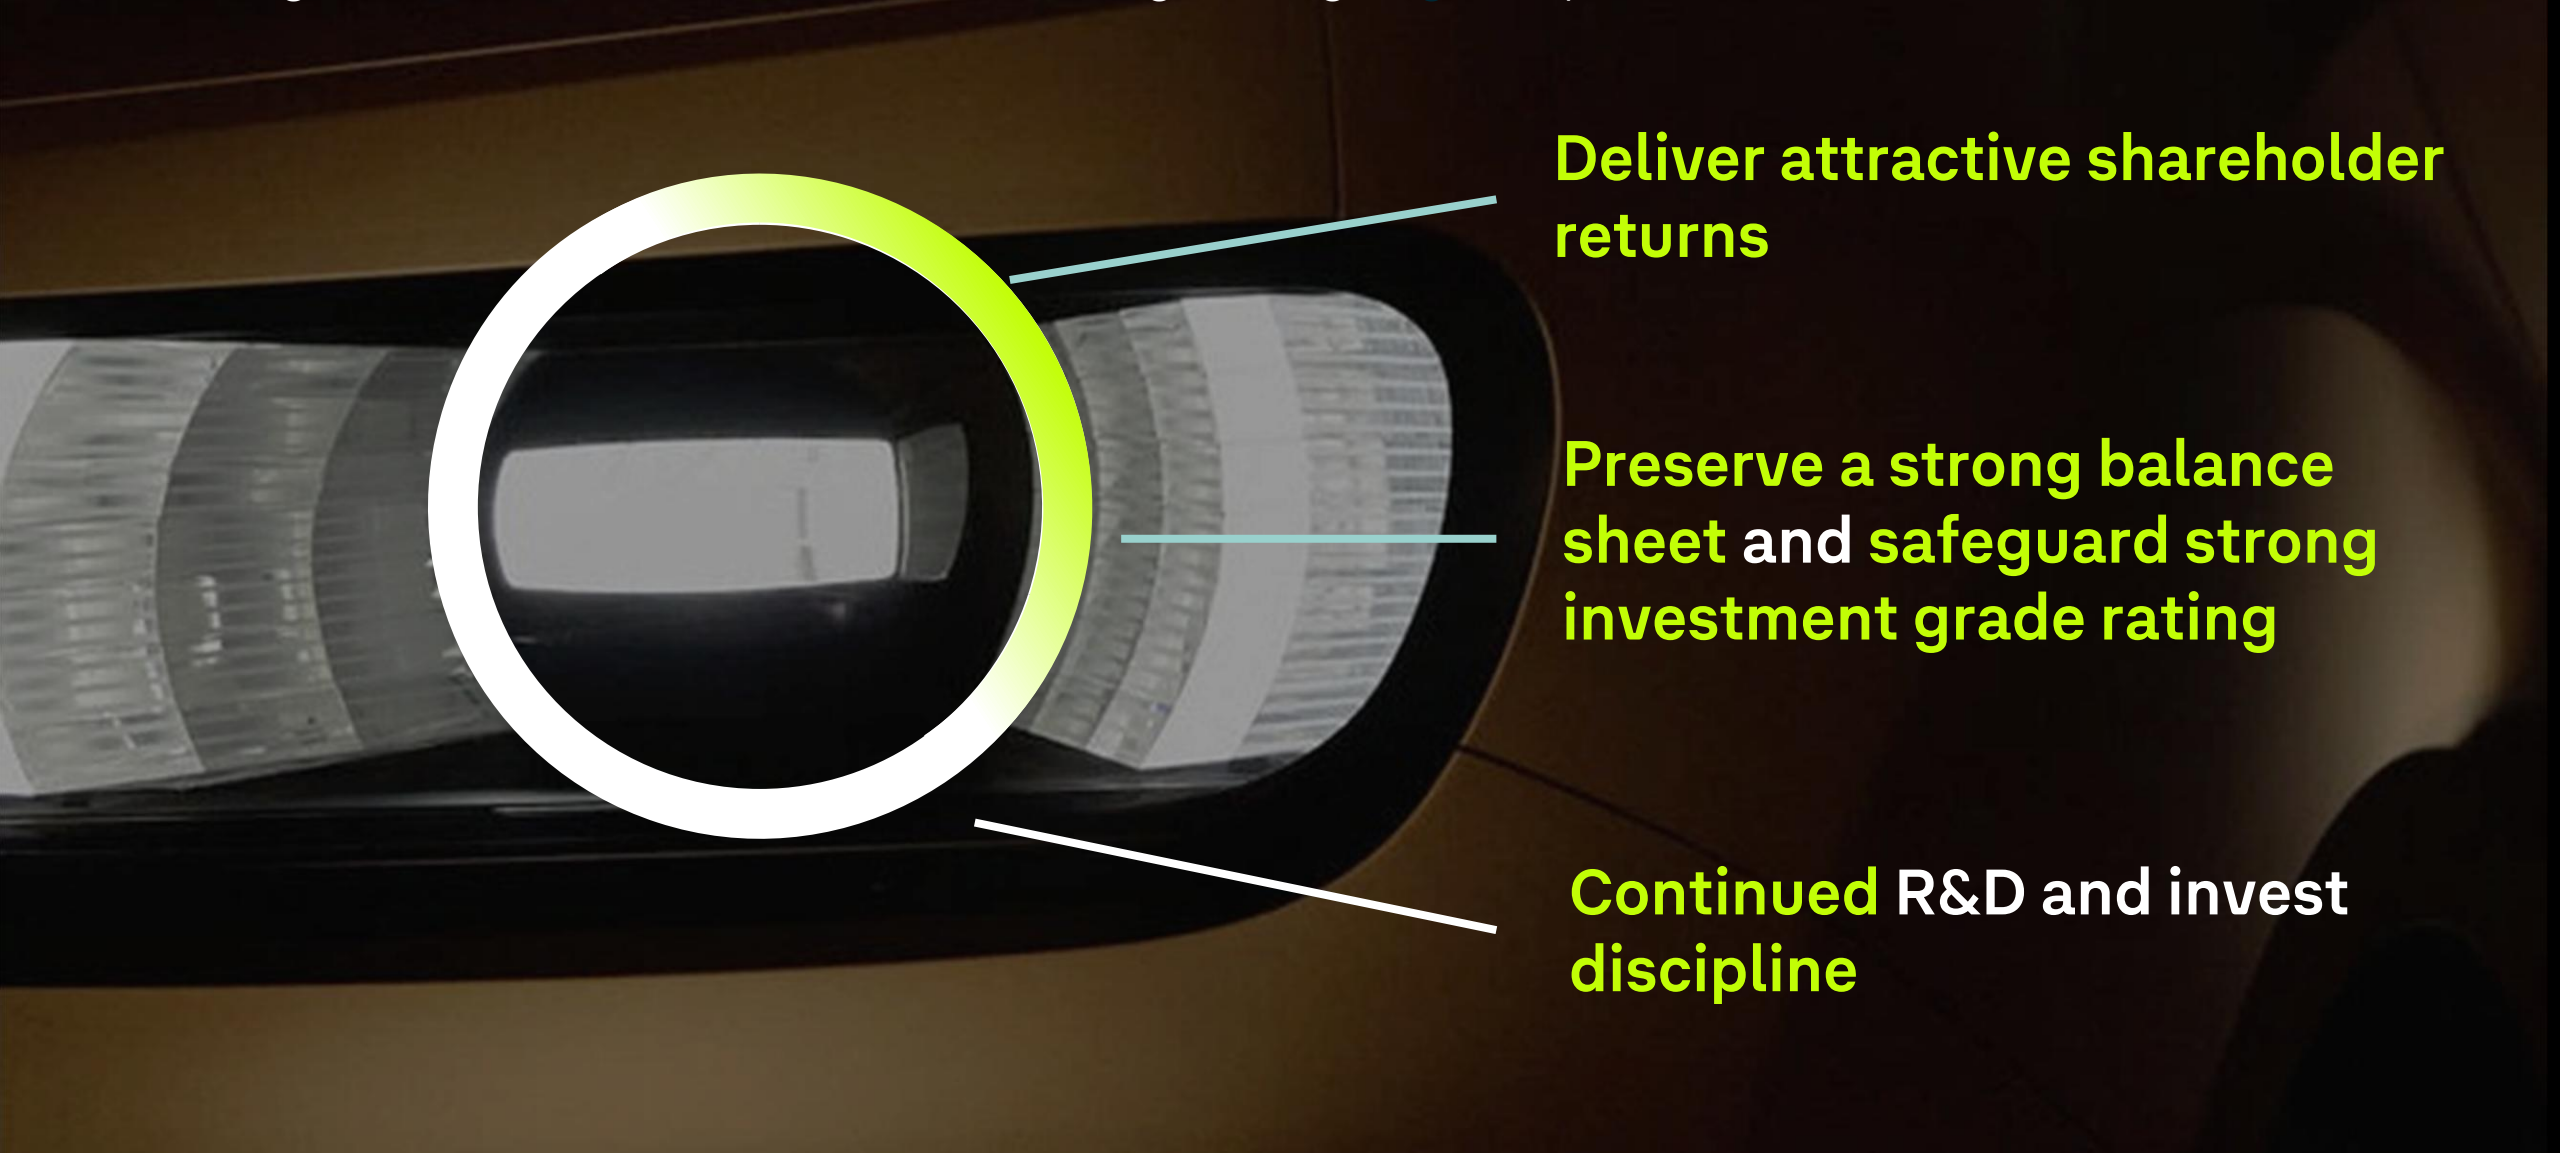 Deliver attractive shareholder
returns
Preserve a strong balance
sheet and safeguard strong
investment grade rating
Continued R&D and invest
discipline